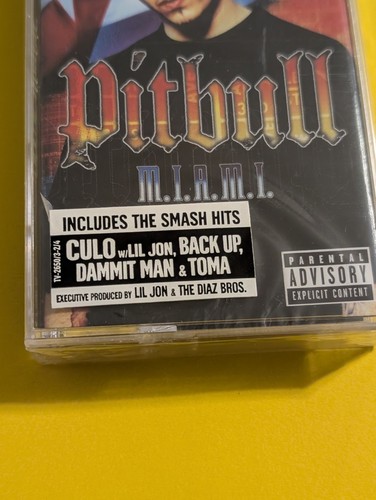 Pitbull
M.I.A.M.I.
INCLUDES THE SMASH HITS
CULO w/LIL JON, BACK UP,
DAMMIT MAN & TOMA
EXECUTIVE PRODUCED BY LIL JON & THE DIAZ BROS.
TV-2650/3-2/4
PARENTAL
ADVISORY
EXPLICIT CONTENT